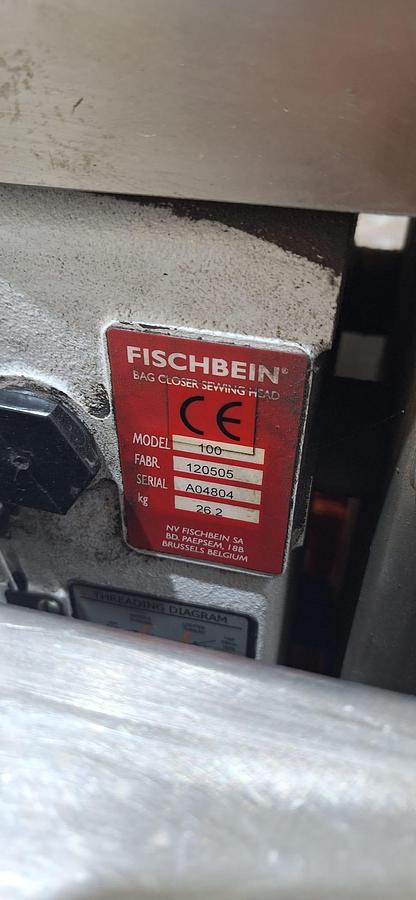 FISCHBEIN®
BAG CLOSER SEWING HEAD
CE
MODEL 100
FABR. 120505
SERIAL A04804
kg 26.2
NV FISCHBEIN SA
BD. PAEPSEM, 18B
BRUSSELS BELGIUM
THREADING DIAGRAM